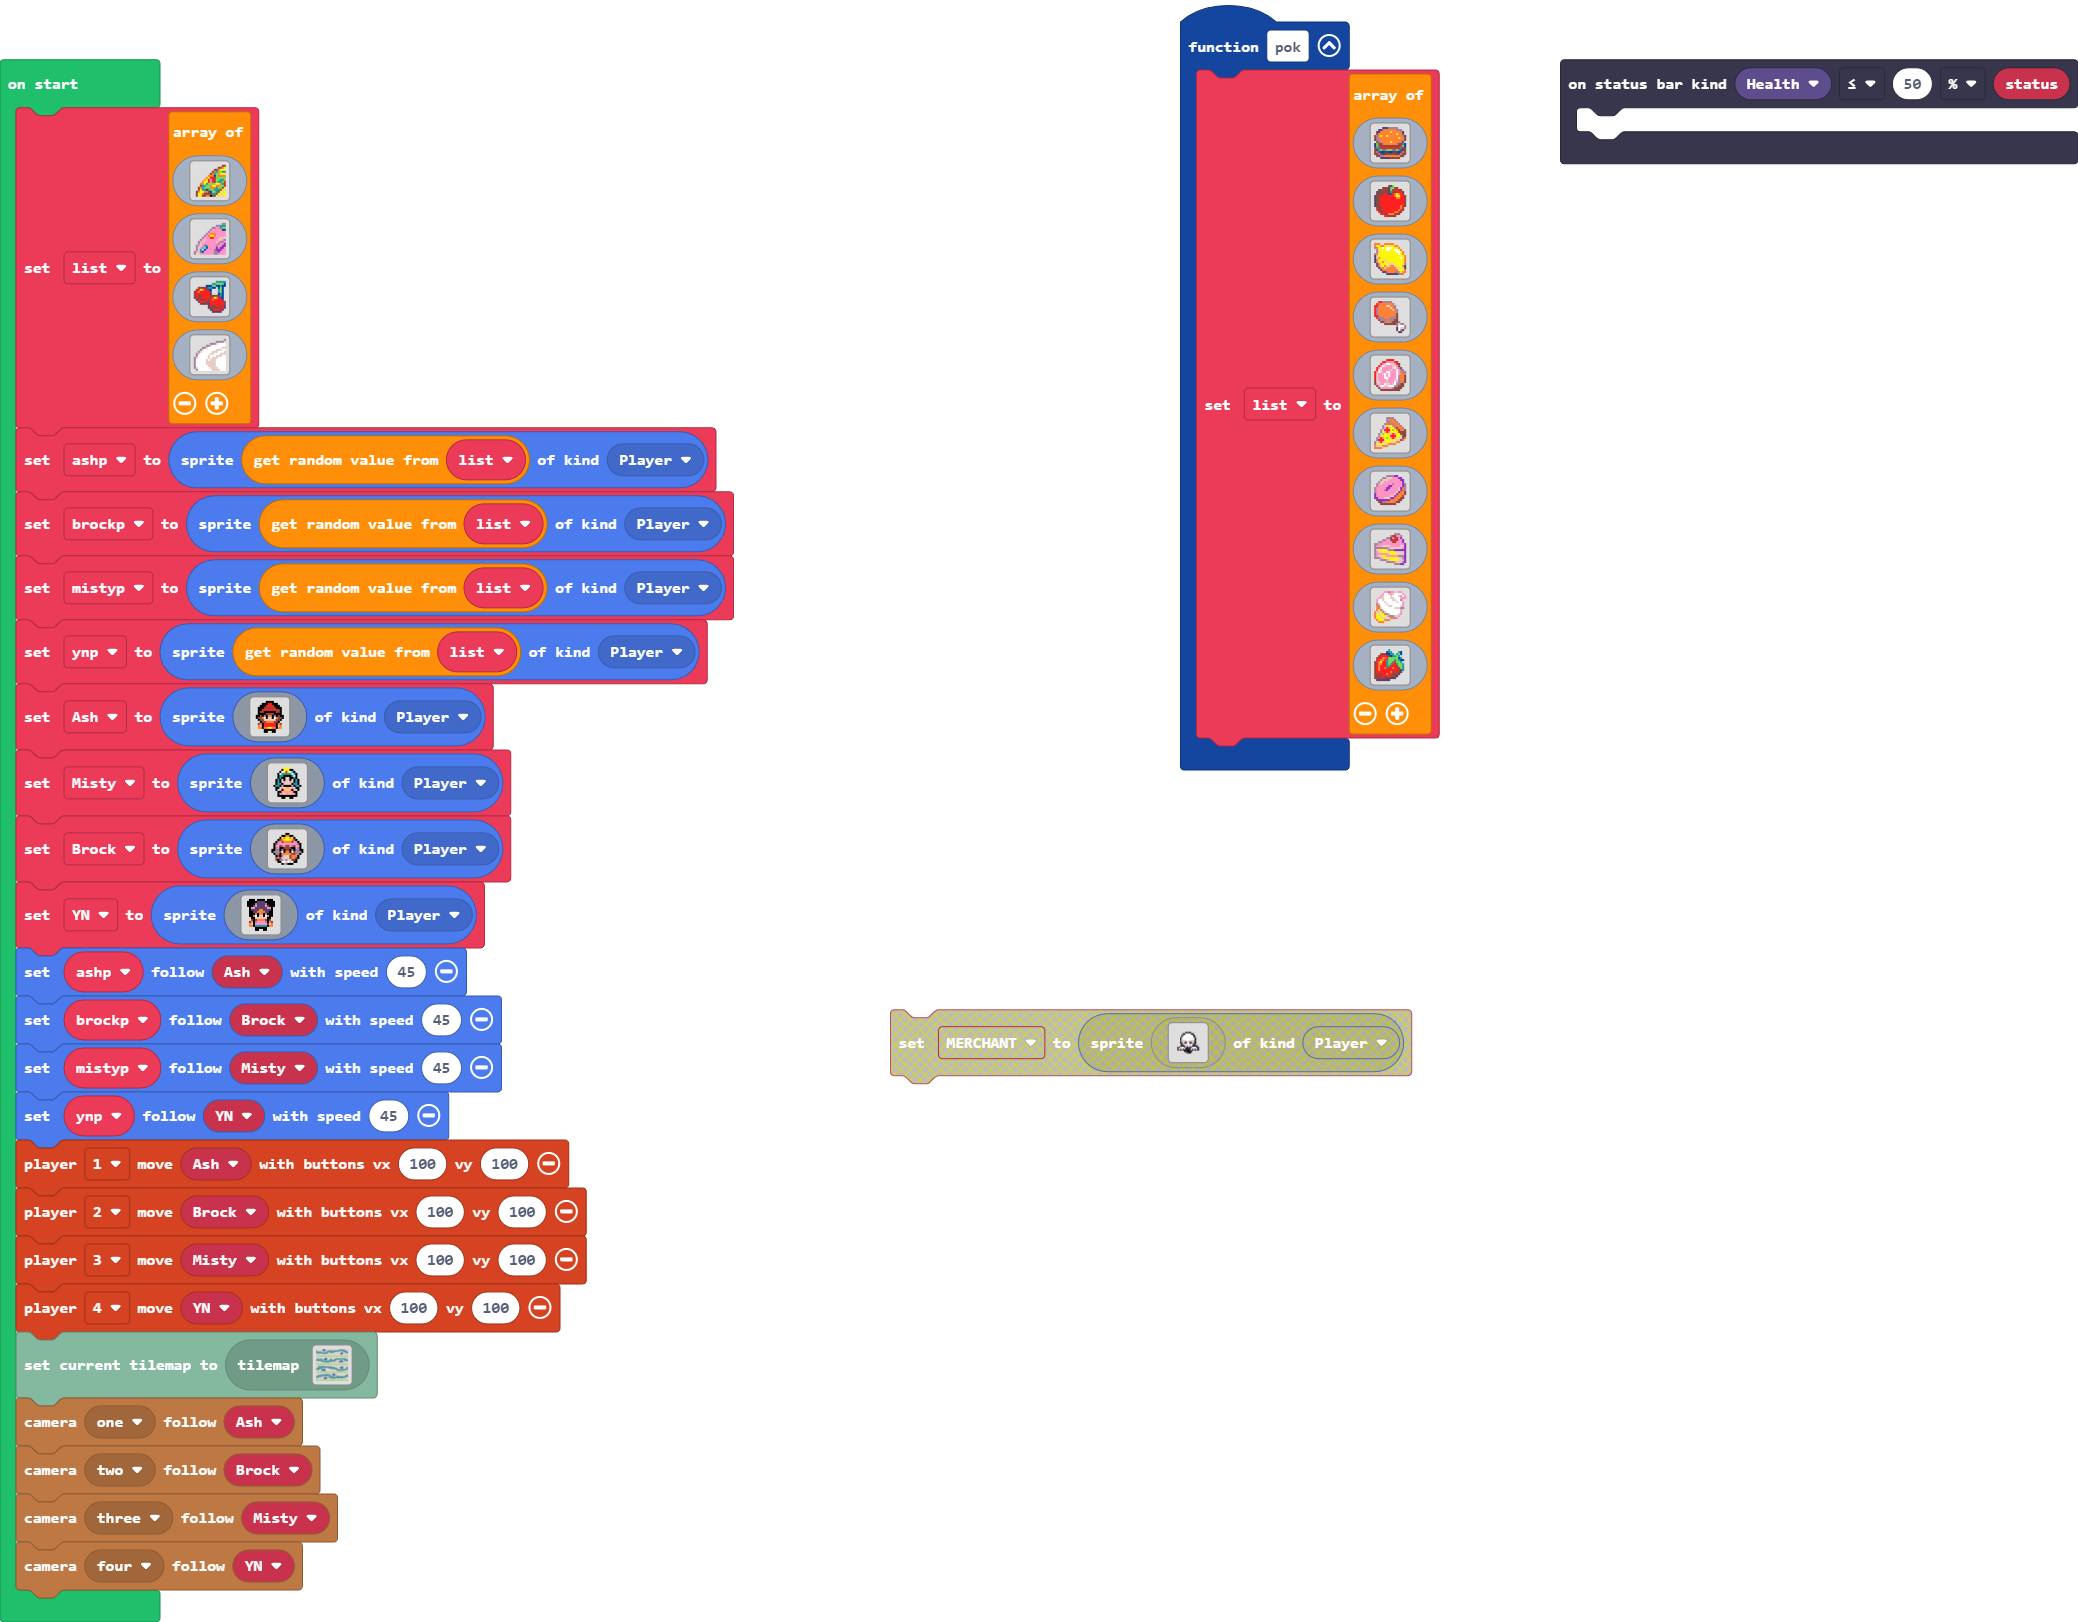 on start
set list to array of
set ashp to sprite get random value from list of kind Player
set brockp to sprite get random value from list of kind Player
set mistyp to sprite get random value from list of kind Player
set ynp to sprite get random value from list of kind Player
set Ash to sprite of kind Player
set Misty to sprite of kind Player
set Brock to sprite of kind Player
set YN to sprite of kind Player
set ashp follow Ash with speed 45
set brockp follow Brock with speed 45
set mistyp follow Misty with speed 45
set ynp follow YN with speed 45
player 1 move Ash with buttons vx 100 vy 100
player 2 move Brock with buttons vx 100 vy 100
player 3 move Misty with buttons vx 100 vy 100
player 4 move YN with buttons vx 100 vy 100
set current tilemap to tilemap
camera one follow Ash
camera two follow Brock
camera three follow Misty
camera four follow YN
function pok
set list to array of
on status bar kind Health ≤ 50 % status
set MERCHANT to sprite of kind Player